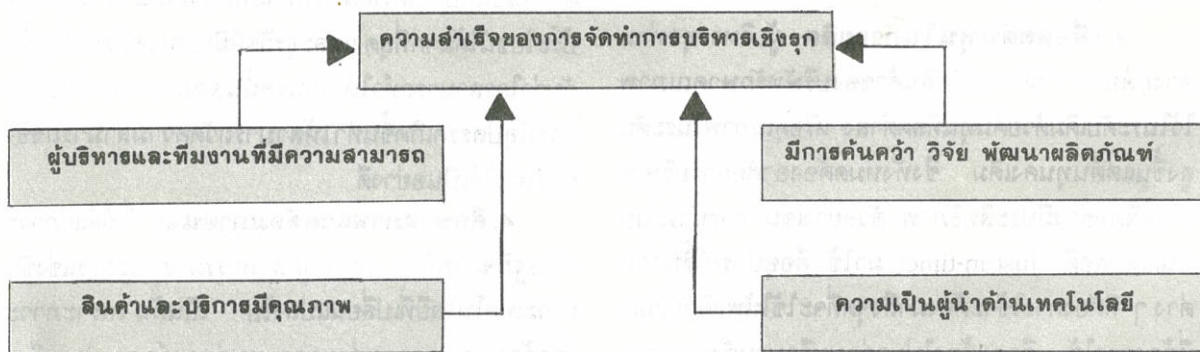 ความสำเร็จของการจัดทำการบริหารเชิงรุก
ผู้บริหารและทีมงานที่มีความสามารถ
มีการค้นคว้า วิจัย พัฒนาผลิตภัณฑ์
สินค้าและบริการมีคุณภาพ
ความเป็นผู้นำด้านเทคโนโลยี